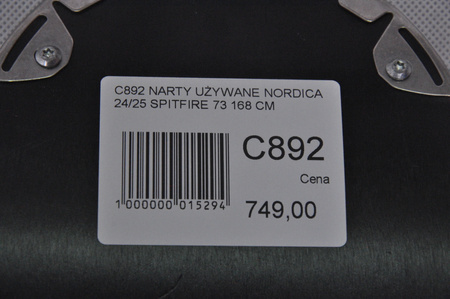 C892 NARTY UŻYWANE NORDICA
24/25 SPITFIRE 73 168 CM
C892
Cena
1 000000 015294
749,00